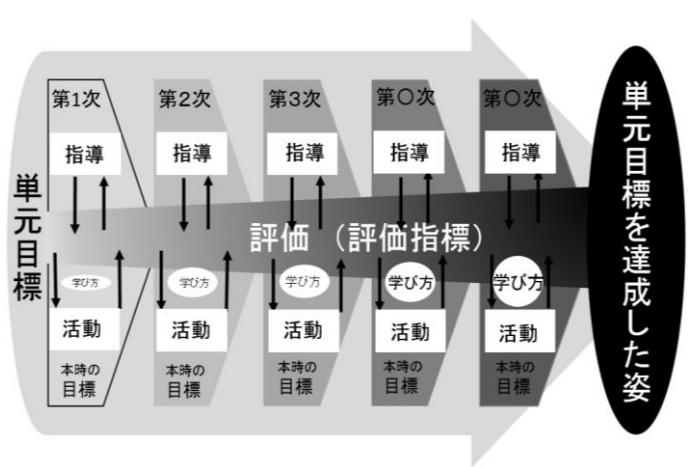 単元目標
第1次
指導
学び方
活動
本時の
目標
第2次
指導
学び方
活動
本時の
目標
第3次
指導
学び方
活動
本時の
目標
第〇次
指導
学び方
活動
本時の
目標
第〇次
指導
学び方
活動
本時の
目標
評価 (評価指標)
単元目標を達成した姿